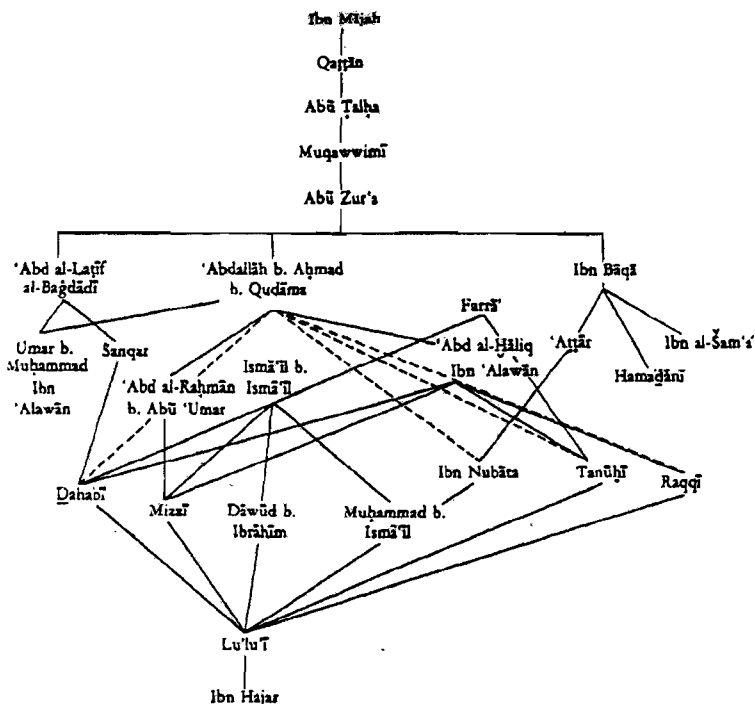 Ibn Mājah
Qaṭṭān
Abū Ṭalḥa
Muqawwimī
Abū Zur'a
'Abd al-Laṭīf
al-Baġdādī
'Abdallāh b. Aḥmad
b. Qudāma
Ibn Bāqā
Umar b.
Muḥammad
Ibn
'Alawān
Sanqar
'Abd al-Raḥmān
b. Abū 'Umar
Ismā'īl b.
Ismā'īl
Farrā'
'Abd al-Ḫāliq
Ibn 'Alawān
'Aṭṭār
Hamaḏānī
Ibn al-Šam'a
Ḏahabī
Mizzī
Dāwūd b.
Ibrāhīm
Muḥammad b.
Ismā'īl
Ibn Nubāta
Tanūḫī
Raqqī
Lu'lu'ī
Ibn Hajar